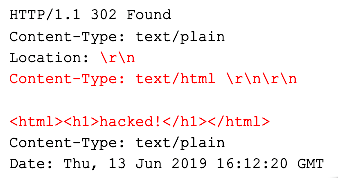 HTTP/1.1 302 Found
Content-Type: text/plain
Location: \r\n
Content-Type: text/html \r\n\r\n
<html><h1>hacked!</h1></html>
Content-Type: text/plain
Date: Thu, 13 Jun 2019 16:12:20 GMT